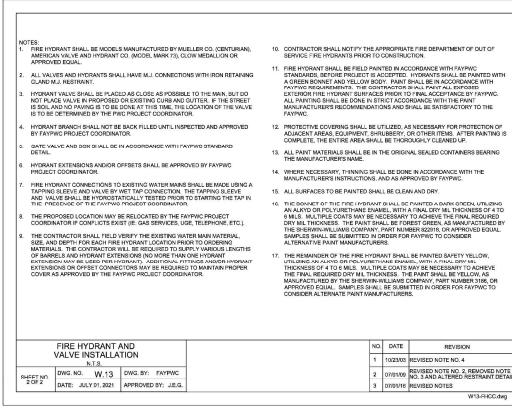 NOTES:
1. FIRE HYDRANT SHALL BE MODELS MANUFACTURED BY MUELLER CO. (CENTURIAN),
AMERICAN VALVE AND HYDRANT CO. (MODEL MARK 73), CLOW MEDALLION OR
APPROVED EQUAL.
2. ALL VALVES AND HYDRANTS SHALL HAVE M.J. CONNECTIONS WITH IRON RETAINING
GLAND M.J. RESTRAINT.
3. HYDRANT VALVE SHALL BE PLACED AS CLOSE AS POSSIBLE TO THE MAIN, BUT DO
NOT PLACE VALVE IN PROPOSED OR EXISTING CURB AND GUTTER. IF THE STREET
IS SOIL AND NO PAVING IS TO BE DONE AT THIS TIME, THE LOCATION OF THE VALVE
IS TO BE DETERMINED BY THE PWC PROJECT COORDINATOR.
4. HYDRANT BRANCH SHALL NOT BE BACK FILLED UNTIL INSPECTED AND APPROVED
BY FAYPWC PROJECT COORDINATOR.
5. GATE VALVE AND BOX SHALL BE IN ACCORDANCE WITH FAYPWC STANDARD
DETAIL.
6. HYDRANT EXTENSIONS AND/OR OFFSETS SHALL BE APPROVED BY FAYPWC
PROJECT COORDINATOR.
7. FIRE HYDRANT CONNECTIONS TO EXISTING WATER MAINS SHALL BE MADE USING A
TAPPING SLEEVE AND VALVE BY WET TAP CONNECTION. THE TAPPING SLEEVE
AND VALVE SHALL BE HYDROSTATICALLY TESTED PRIOR TO STARTING THE TAP IN
THE PRESENCE OF THE FAYPWC PROJECT COORDINATOR.
8. THE PROPOSED LOCATION MAY BE RELOCATED BY THE FAYPWC PROJECT
COORDINATOR IF CONFLICTS EXIST (IE: GAS SERVICES, UGE, TELEPHONE, ETC.).
9. THE CONTRACTOR SHALL FIELD VERIFY THE EXISTING WATER MAIN MATERIAL,
SIZE, AND DEPTH FOR EACH FIRE HYDRANT LOCATION PRIOR TO ORDERING
MATERIALS. THE CONTRACTOR WILL BE REQUIRED TO SUPPLY VARIOUS LENGTHS
OF BARRELS AND HYDRANT EXTENSIONS (NO MORE THAN ONE HYDRANT
EXTENSION MAY BE USED PER HYDRANT). ADDITIONAL FITTINGS AND/OR HYDRANT
EXTENSIONS OR OFFSET CONNECTORS MAY BE REQUIRED TO MAINTAIN PROPER
COVER AS APPROVED BY THE FAYPWC PROJECT COORDINATOR.
10. CONTRACTOR SHALL NOTIFY THE APPROPRIATE FIRE DEPARTMENT OF OUT OF
SERVICE FIRE HYDRANTS PRIOR TO CONSTRUCTION.
11. FIRE HYDRANT SHALL BE FIELD PAINTED IN ACCORDANCE WITH FAYPWC
STANDARDS, BEFORE PROJECT IS ACCEPTED. HYDRANTS SHALL BE PAINTED WITH
A GREEN BONNET AND YELLOW BODY. PAINT SHALL BE IN ACCORDANCE WITH
FAYPWC REQUIREMENTS. THE CONTRACTOR SHALL PAINT ALL EXPOSED
EXTERIOR FIRE HYDRANT SURFACES PRIOR TO FINAL ACCEPTANCE BY FAYPWC.
ALL PAINTING SHALL BE DONE IN STRICT ACCORDANCE WITH THE PAINT
MANUFACTURER'S RECOMMENDATIONS AND SHALL BE SATISFACTORY TO THE
FAYPWC.
12. PROTECTIVE COVERING SHALL BE UTILIZED, AS NECESSARY FOR PROTECTION OF
ADJACENT AREAS, EQUIPMENT, SHRUBBERY, OR OTHER ITEMS. AFTER PAINTING IS
COMPLETE, THE ENTIRE AREA SHALL BE THOROUGHLY CLEANED UP.
13. ALL PAINT MATERIALS SHALL BE IN THE ORIGINAL SEALED CONTAINERS BEARING
THE MANUFACTURER'S NAME.
14. WHERE NECESSARY, THINNING SHALL BE DONE IN ACCORDANCE WITH THE
MANUFACTURER'S INSTRUCTIONS, AND AS APPROVED BY FAYPWC.
15. ALL SURFACES TO BE PAINTED SHALL BE CLEAN AND DRY.
16. THE BONNET OF THE FIRE HYDRANT SHALL BE PAINTED A DARK GREEN, UTILIZING
AN ALKYD OR POLYURETHANE ENAMEL, WITH A FINAL DRY MIL THICKNESS OF 4 TO
6 MILS. MULTIPLE COATS MAY BE NECESSARY TO ACHIEVE THE FINAL REQUIRED
DRY MIL THICKNESS. THE PAINT SHALL BE FOREST GREEN, AS MANUFACTURED BY
THE SHERWIN-WILLIAMS COMPANY, PART NUMBER 922815, OR APPROVED EQUAL.
SAMPLES SHALL BE SUBMITTED IN ORDER FOR FAYPWC TO CONSIDER
ALTERNATIVE PAINT MANUFACTURERS.
17. THE REMAINDER OF THE FIRE HYDRANT SHALL BE PAINTED SAFETY YELLOW,
UTILIZING AN ALKYD OR POLYURETHANE ENAMEL, WITH A FINAL DRY MIL
THICKNESS OF 4 TO 6 MILS. MULTIPLE COATS MAY BE NECESSARY TO ACHIEVE
THE FINAL REQUIRED DRY MIL THICKNESS. THE PAINT SHALL BE YELLOW, AS
MANUFACTURED BY THE SHERWIN-WILLIAMS COMPANY, PART NUMBER 3186, OR
APPROVED EQUAL. SAMPLES SHALL BE SUBMITTED IN ORDER FOR FAYPWC TO
CONSIDER ALTERNATE PAINT MANUFACTURERS.
FIRE HYDRANT AND
VALVE INSTALLATION
N.T.S.
SHEET NO.
2 OF 2
DWG. NO. W.13
DWG. BY: FAYPWC
DATE: JULY 01, 2021
APPROVED BY: J.E.G.
NO. DATE REVISION
1 10/23/03 REVISED NOTE NO. 4
2 07/01/09 REVISED NOTE NO. 2, REMOVED NOTE
NO. 3 AND ALTERED RESTRAINT DETAI
3 07/01/16 REVISED NOTES
W13-FHCC.dwg